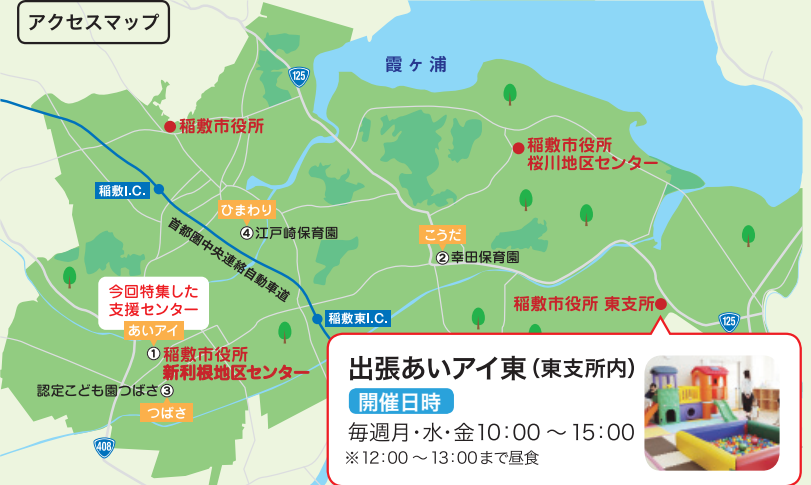 アクセスマップ
霞ヶ浦
125
稲敷市役所
稲敷市役所
桜川地区センター
稲敷I.C.
ひまわり
④江戸崎保育園
首都圏中央連絡自動車道
こうだ
②幸田保育園
今回特集した
支援センター
あいアイ
①稲敷市役所
新利根地区センター
認定こども園つばさ③
つばさ
408
稲敷東I.C.
稲敷市役所 東支所
125
出張あいアイ東(東支所内)
開催日時
毎週月・水・金10:00～15:00
※12:00～13:00まで昼食